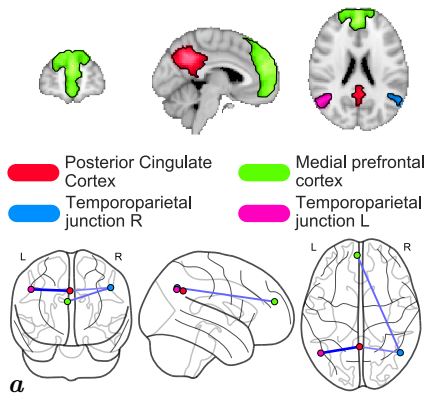 Posterior Cingulate
Cortex
Medial prefrontal
cortex
Temporoparietal
junction R
Temporoparietal
junction L
L
R
L
R
a